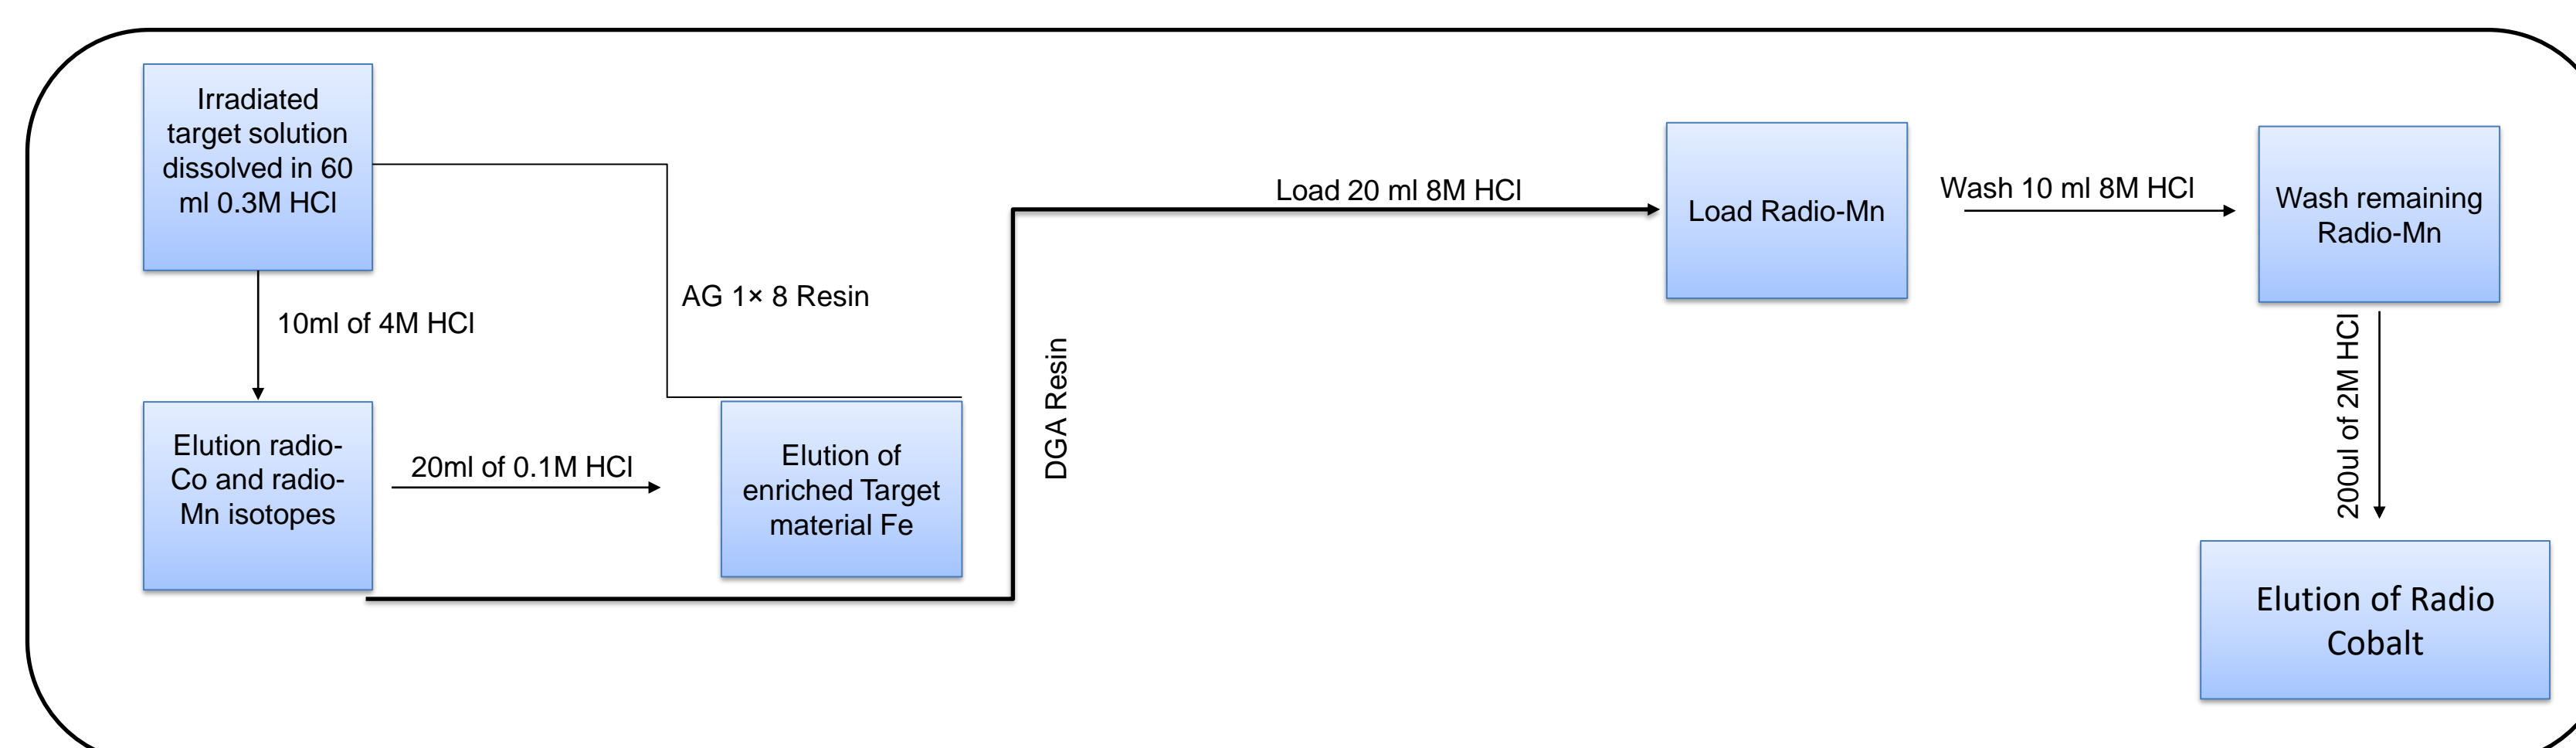 Irradiated
target solution
dissolved in 60
ml 0.3M HCl
10ml of 4M HCl
Elution radio-
Co and radio-
Mn isotopes
20ml of 0.1M HCl
AG 1× 8 Resin
Elution of
enriched Target
material Fe
DGA Resin
Load 20 ml 8M HCl
Load Radio-Mn
Wash 10 ml 8M HCl
Wash remaining
Radio-Mn
200ul of 2M HCl
Elution of Radio
Cobalt